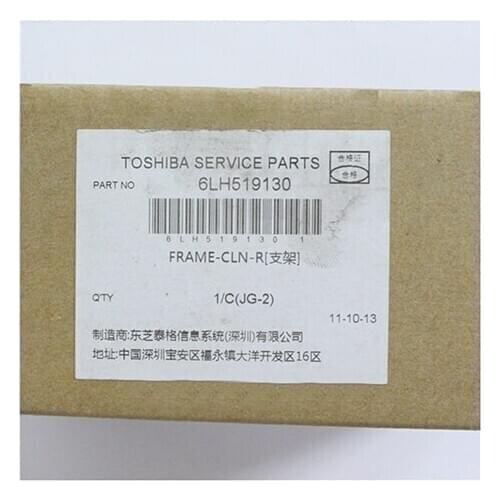 TOSHIBA SERVICE PARTS
合格证
合格
PART NO 6LH519130
6LH519130 1
FRAME-CLN-R[支架]
Q'TY 1/C(JG-2)
11-10-13
制造商:东芝泰格信息系统(深圳)有限公司
地址:中国深圳宝安区福永镇大洋开发区16区